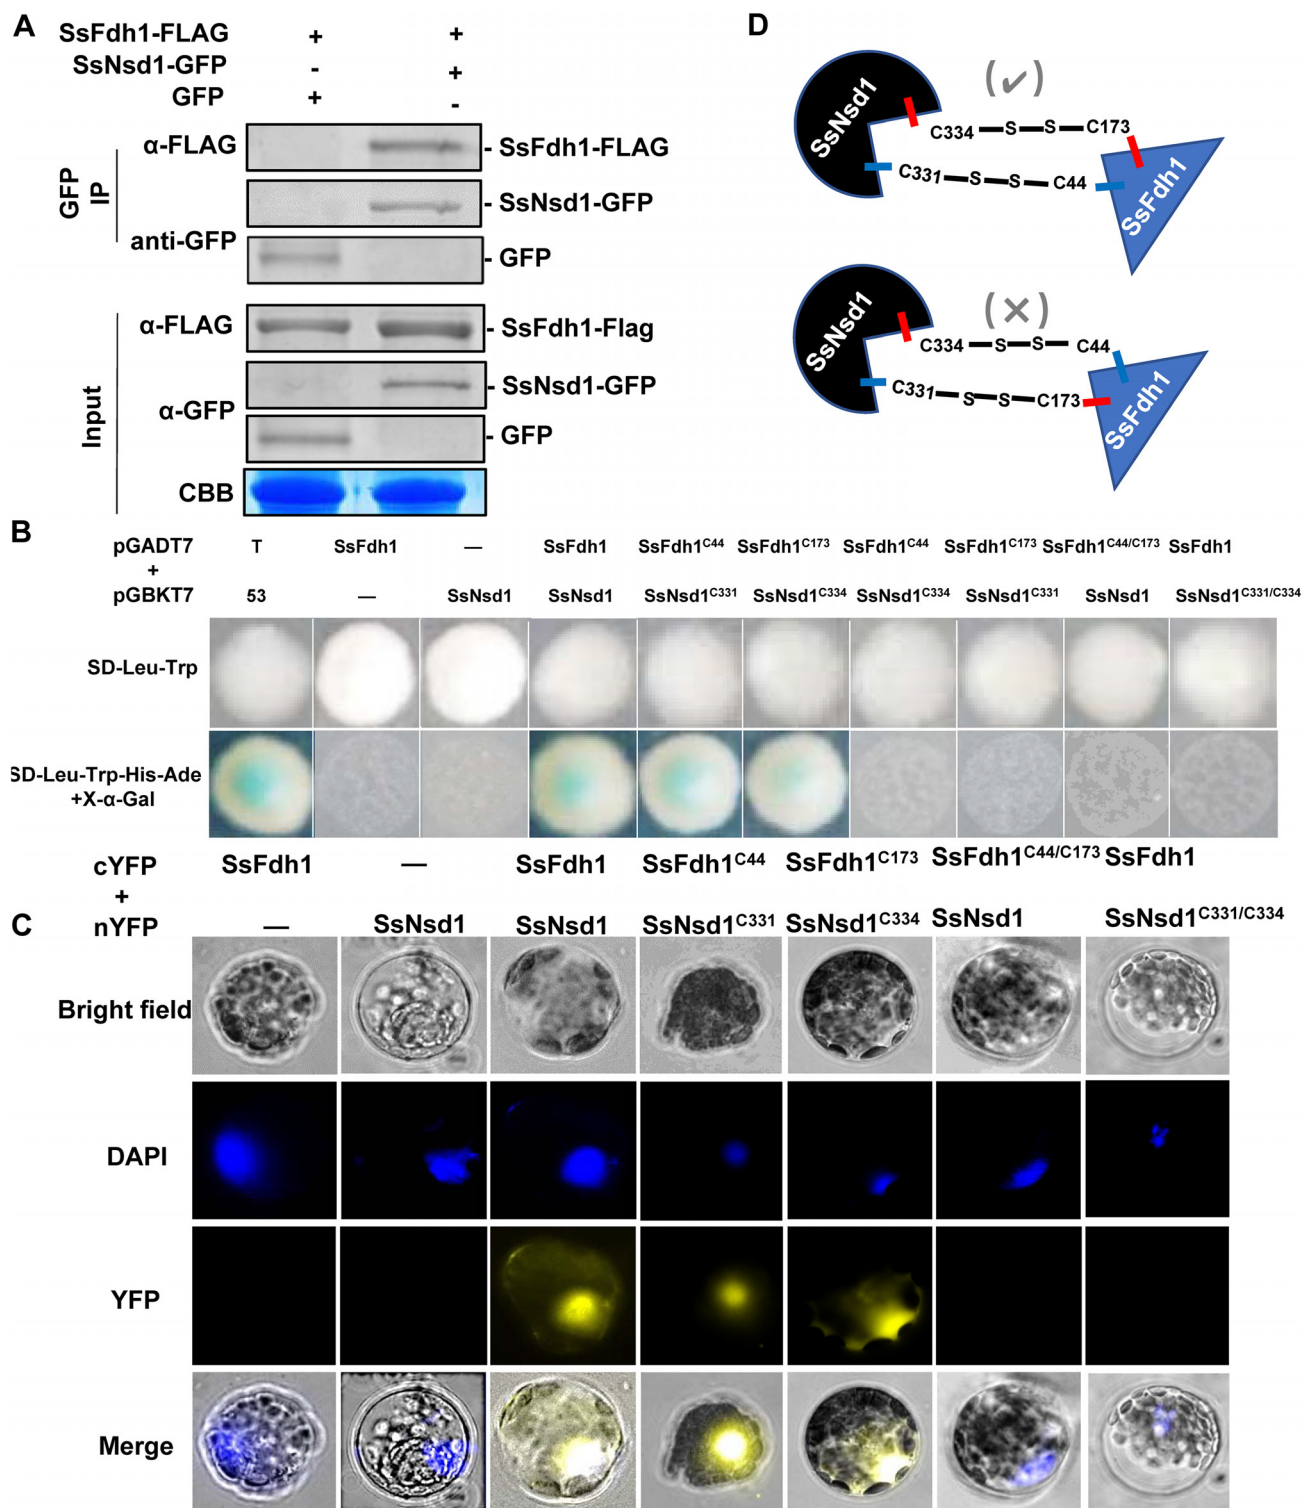 A
SsFdh1-FLAG + +
SsNsd1-GFP - +
GFP + -
GFP IP
α-FLAG - SsFdh1-FLAG
- SsNsd1-GFP
anti-GFP
- GFP
Input
α-FLAG - SsFdh1-Flag
- SsNsd1-GFP
α-GFP
- GFP
CBB
D
(✓)
SsNsd1
C334—S—S—C173
C331—S—S—C44
SsFdh1
(×)
SsNsd1
C334—S—S—C44
C331—S—S—C173
SsFdh1
B
pGADT7 T SsFdh1 — SsFdh1 SsFdh1C44 SsFdh1C173 SsFdh1C44 SsFdh1C173 SsFdh1C44/C173 SsFdh1
+
pGBKT7 53 — SsNsd1 SsNsd1 SsNsd1C331 SsNsd1C334 SsNsd1C334 SsNsd1C331 SsNsd1 SsNsd1C331/C334
SD-Leu-Trp
SD-Leu-Trp-His-Ade
+X-α-Gal
C
cYFP SsFdh1 — SsFdh1 SsFdh1C44 SsFdh1C173 SsFdh1C44/C173 SsFdh1
+
nYFP — SsNsd1 SsNsd1 SsNsd1C331 SsNsd1C334 SsNsd1 SsNsd1C331/C334
Bright field
DAPI
YFP
Merge